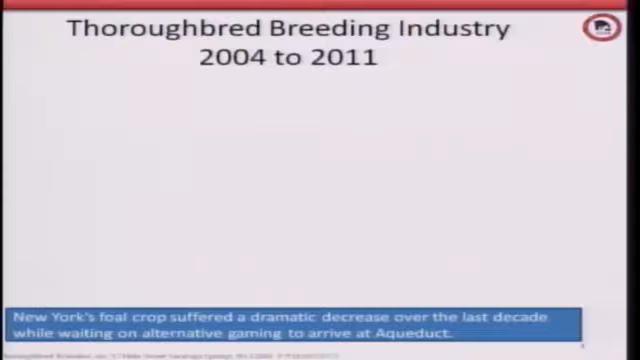 Thoroughbred Breeding Industry
2004 to 2011
New York's foal crop suffered a dramatic decrease over the last decade
while waiting on alternative gaming to arrive at Aqueduct.